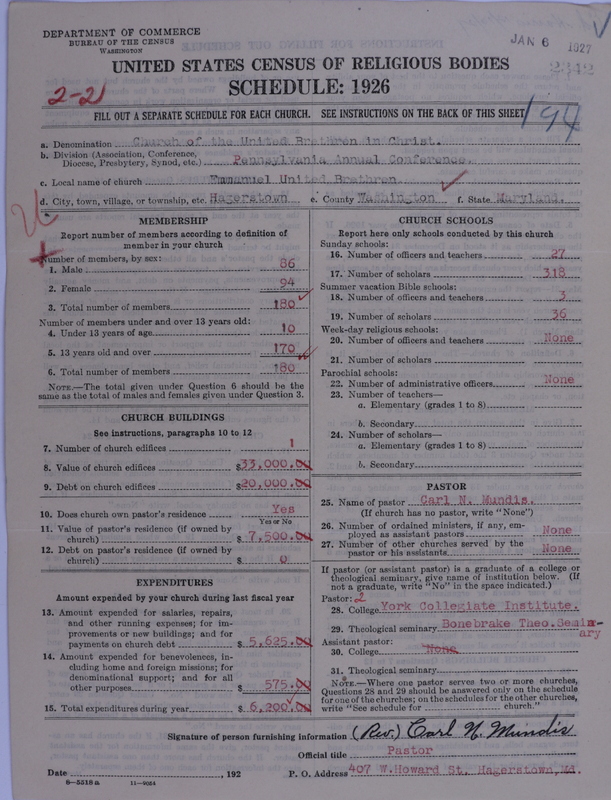 DEPARTMENT OF COMMERCE
BUREAU OF THE CENSUS
WASHINGTON
JAN 6 1927
UNITED STATES CENSUS OF RELIGIOUS BODIES
SCHEDULE: 1926
2-21
FILL OUT A SEPARATE SCHEDULE FOR EACH CHURCH. SEE INSTRUCTIONS ON THE BACK OF THIS SHEET
194
a. Denomination Church of the United Brethren in Christ.
b. Division (Association, Conference, Diocese, Presbytery, Synod, etc.) Pennsylvania Annual Conference.
c. Local name of church Emmanuel United Brethren.
d. City, town, village, or township, etc. Hagerstown e. County Washington f. State Maryland.
MEMBERSHIP
Report number of members according to definition of
member in your church
Number of members, by sex:
1. Male 86
2. Female 94
3. Total number of members 180
Number of members under and over 13 years old:
4. Under 13 years of age 10
5. 13 years old and over 170
6. Total number of members 180
NOTE.—The total given under Question 6 should be
same as the total of males and females given under Question 3.
CHURCH BUILDINGS
See instructions, paragraphs 10 to 12
7. Number of church edifices 1
8. Value of church edifices $33,000.00
9. Debt on church edifices $20,000.00
10. Does church own pastor's residence Yes
Yes or No
11. Value of pastor's residence (if owned by
church) $ 7,500.00
12. Debt on pastor's residence (if owned by
church) $ 0
EXPENDITURES
Amount expended by your church during last fiscal year
13. Amount expended for salaries, repairs,
and other running expenses; for im-
provements or new buildings; and for
payments on church debt $ 5,625.00
14. Amount expended for benevolences, in-
cluding home and foreign missions; for
denominational support; and for all
other purposes $ 575.00
15. Total expenditures during year $ 6,200.00
CHURCH SCHOOLS
Report here only schools conducted by this church
Sunday schools:
16. Number of officers and teachers 27
17. Number of scholars 318
Summer vacation Bible schools:
18. Number of officers and teachers 3
19. Number of scholars 36
Week-day religious schools:
20. Number of officers and teachers None
21. Number of scholars
Parochial schools:
22. Number of administrative officers None
23. Number of teachers—
a. Elementary (grades 1 to 8)
b. Secondary
24. Number of scholars—
a. Elementary (grades 1 to 8)
b. Secondary
PASTOR
25. Name of pastor Carl N. Mundis.
(If church has no pastor, write "None")
26. Number of ordained ministers, if any, em-
ployed as assistant pastors None
27. Number of other churches served by the
pastor or his assistants None
If pastor (or assistant pastor) is a graduate of a college or
theological seminary, give name of institution below. (If
not a graduate, write "No" in the space indicated.)
Pastor: 2
28. College York Collegiate Institute.
29. Theological seminary Bonebrake Theo. Semin-
ary
Assistant pastor:
30. College None
31. Theological seminary
NOTE.—Where one pastor serves two or more churches,
Questions 28 and 29 should be answered only on the schedule
for one of the churches; on the schedules for the other churches,
write "See schedule for church."
Signature of person furnishing information (Rev.) Carl N. Mundis
Official title Pastor
Date , 192 P. O. Address 407 W. Howard St. Hagerstown, Md.
8-5518 a 11-9054